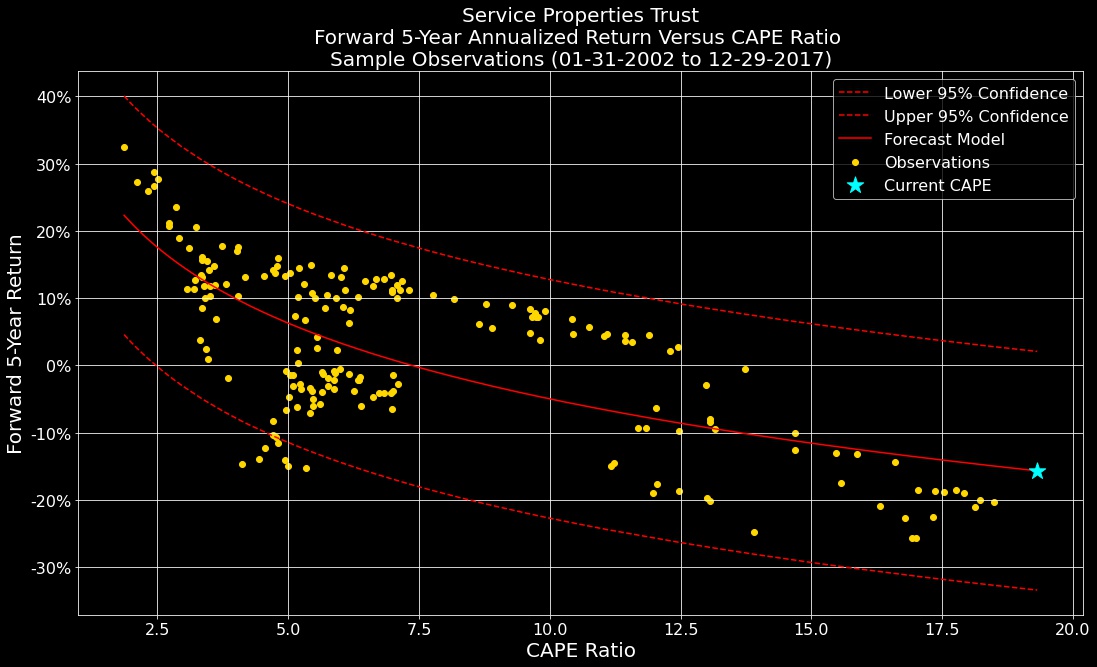 Service Properties Trust
Forward 5-Year Annualized Return Versus CAPE Ratio
Sample Observations (01-31-2002 to 12-29-2017)
Lower 95% Confidence
Upper 95% Confidence
Forecast Model
Observations
Current CAPE
Forward 5-Year Return
40%
30%
20%
10%
0%
-10%
-20%
-30%
2.5 5.0 7.5 10.0 12.5 15.0 17.5 20.0
CAPE Ratio